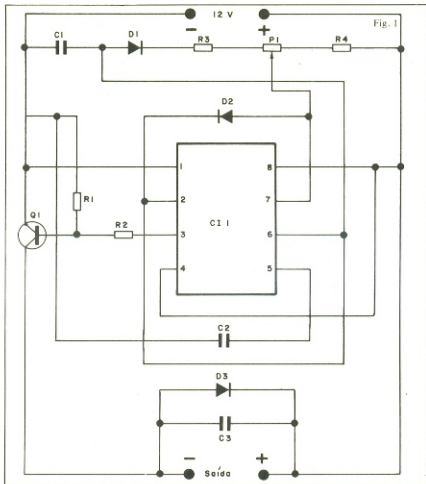 12 V
Fig. 1
- +
C1 D1 R3 P1 R4
D2
1 8
2 7
R1 CI 1
Q1 R2 3 6
4 5
C2
D3
C3
- Saída +